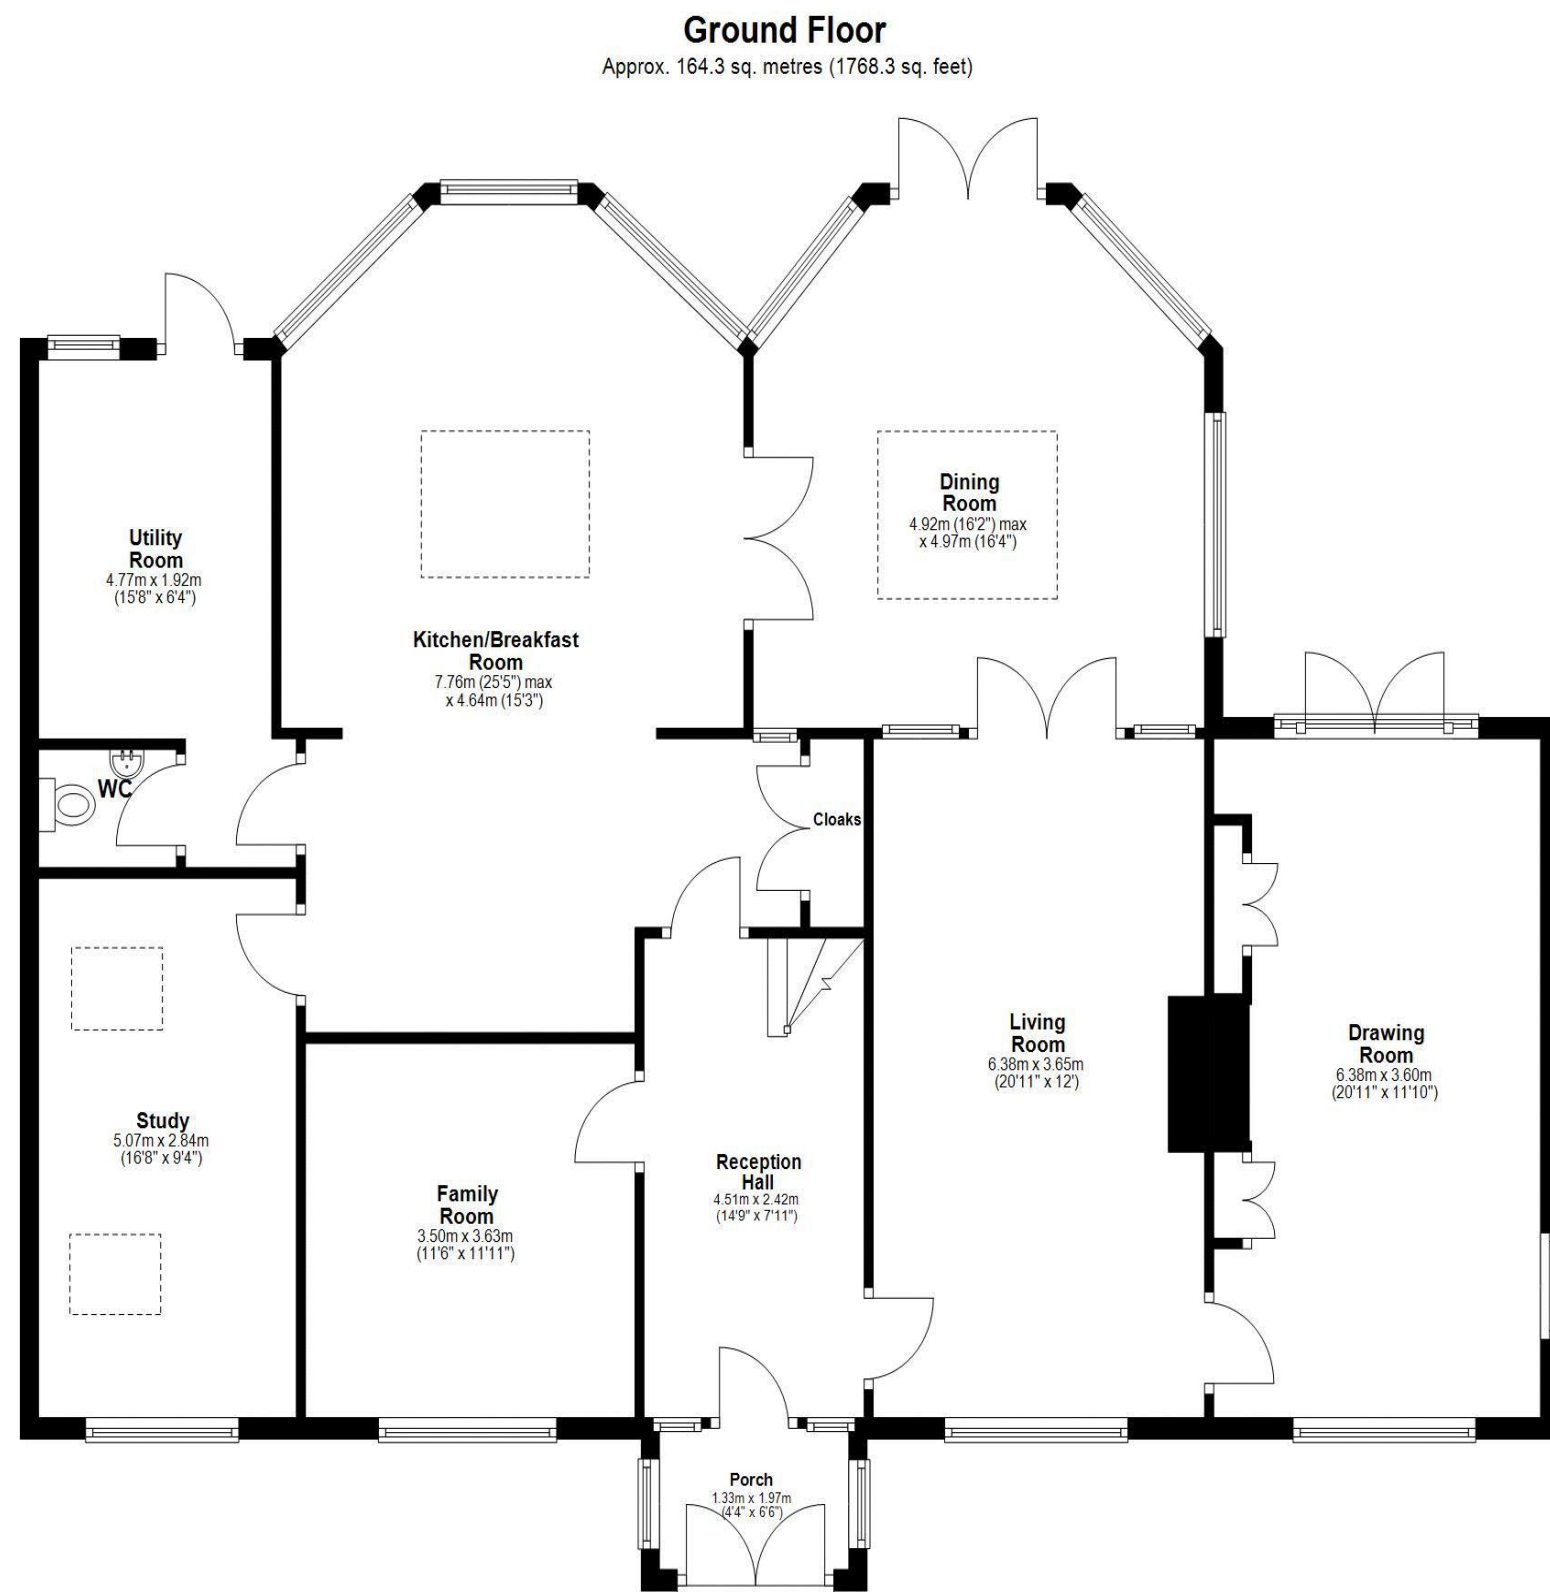 Ground Floor
Approx. 164.3 sq. metres (1768.3 sq. feet)
Dining
Room
4.92m (16'2") max
x 4.97m (16'4")
Utility
Room
4.77m x 1.92m
(15'8" x 6'4")
Kitchen/Breakfast
Room
7.76m (25'5") max
x 4.64m (15'3")
WC
Cloaks
Living
Room
6.38m x 3.65m
(20'11" x 12')
Drawing
Room
6.38m x 3.60m
(20'11" x 11'10")
Study
5.07m x 2.84m
(16'8" x 9'4")
Family
Room
3.50m x 3.63m
(11'6" x 11'11")
Reception
Hall
4.51m x 2.42m
(14'9" x 7'11")
Porch
1.33m x 1.97m
(4'4" x 6'6")